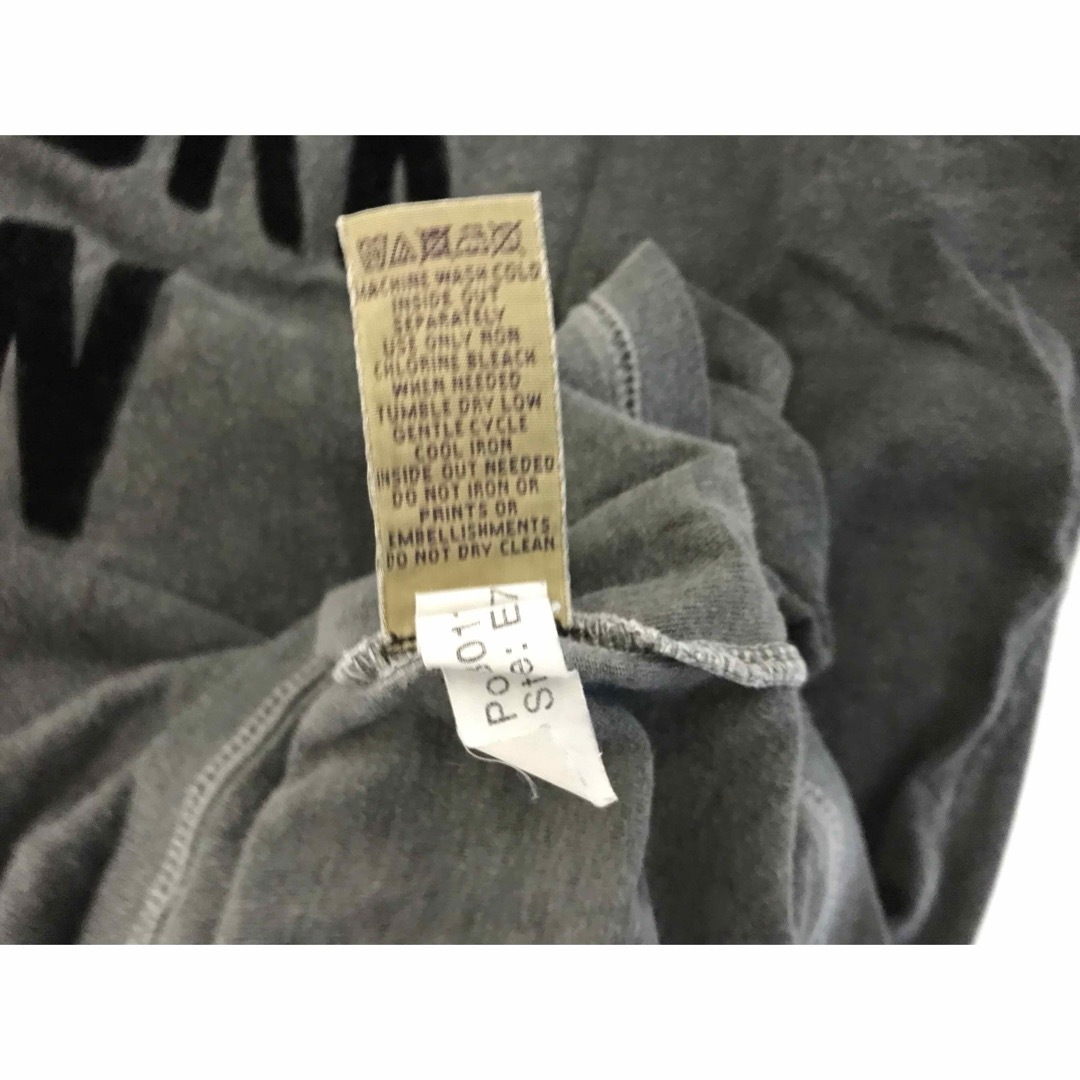 MACHINE WASH COLD
INSIDE OUT
SEPARATELY
USE ONLY NON
CHLORINE BLEACH
WHEN NEEDED
TUMBLE DRY LOW
GENTLE CYCLE
COOL IRON
INSIDE OUT NEEDED
DO NOT IRON OR
PRINTS OR
EMBELLISHMENTS
DO NOT DRY CLEAN
Ste: